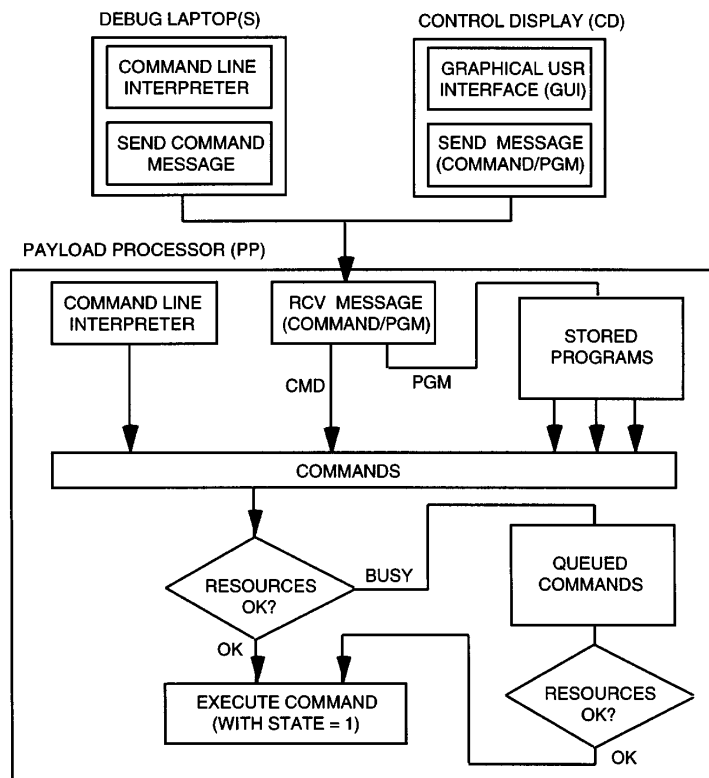 DEBUG LAPTOP(S)
COMMAND LINE
INTERPRETER
SEND COMMAND
MESSAGE
CONTROL DISPLAY (CD)
GRAPHICAL USR
INTERFACE (GUI)
SEND MESSAGE
(COMMAND/PGM)
PAYLOAD PROCESSOR (PP)
COMMAND LINE
INTERPRETER
RCV MESSAGE
(COMMAND/PGM)
STORED
PROGRAMS
CMD
PGM
COMMANDS
RESOURCES
OK?
BUSY
QUEUED
COMMANDS
OK
EXECUTE COMMAND
(WITH STATE = 1)
RESOURCES
OK?
OK